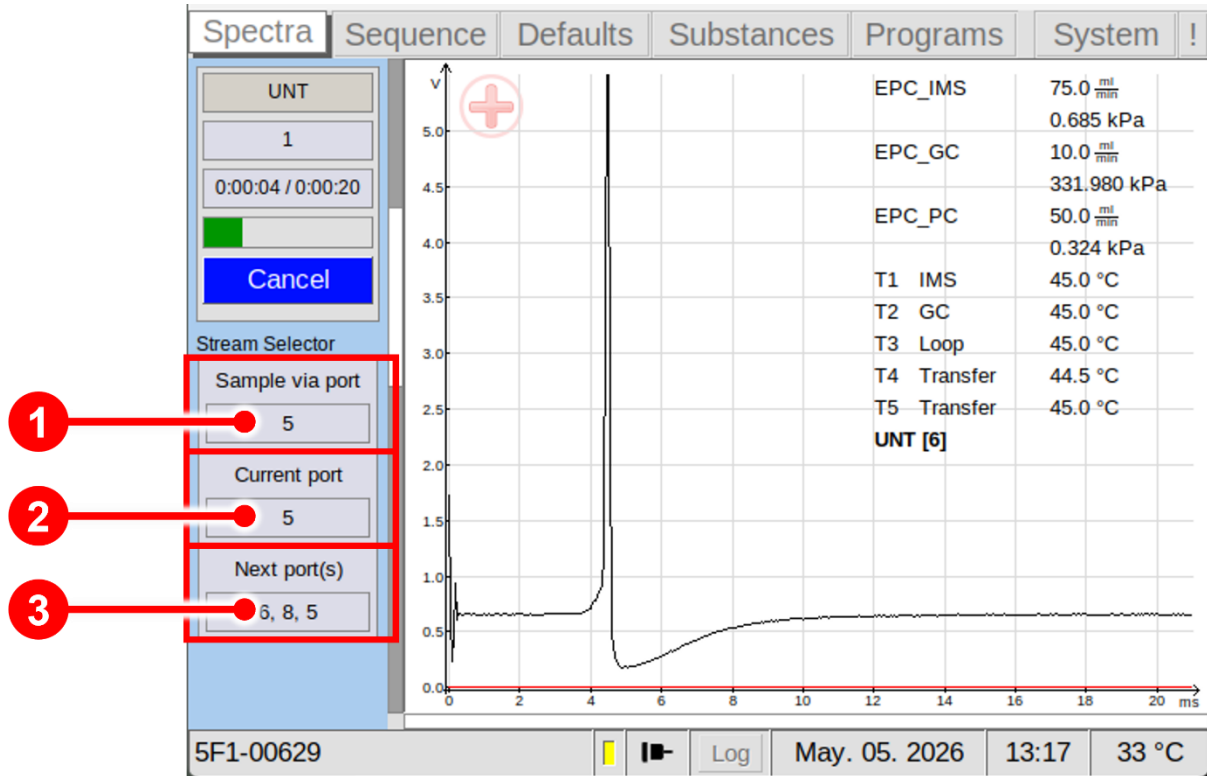 Spectra Sequence Defaults Substances Programs System !
UNT
1
0:00:04 / 0:00:20
Cancel
Stream Selector
Sample via port
1
5
Current port
2
5
Next port(s)
3
6, 8, 5
V
5.0
4.5
4.0
3.5
3.0
2.5
2.0
1.5
1.0
0.5
0.0
0 2 4 6 8 10 12 14 16 18 20 ms
EPC_IMS 75.0 ml/min
0.685 kPa
EPC_GC 10.0 ml/min
331.980 kPa
EPC_PC 50.0 ml/min
0.324 kPa
T1 IMS 45.0 °C
T2 GC 45.0 °C
T3 Loop 45.0 °C
T4 Transfer 44.5 °C
T5 Transfer 45.0 °C
UNT [6]
5F1-00629 Log May. 05. 2026 13:17 33 °C